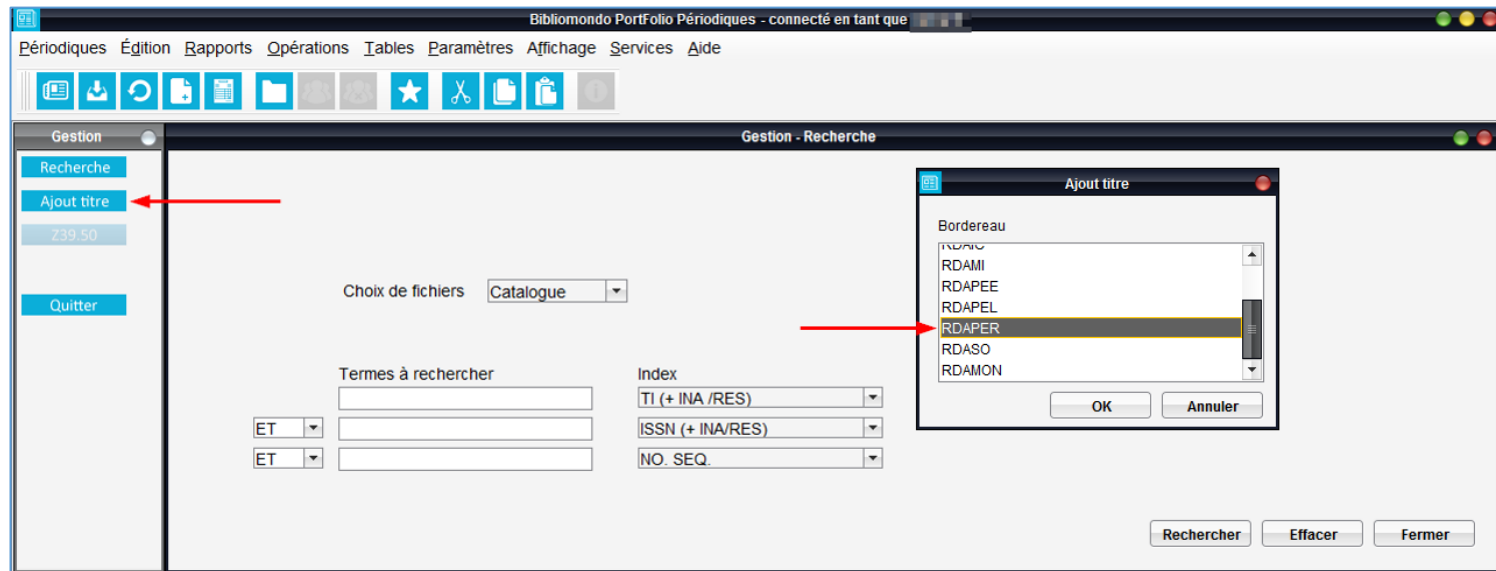 Bibliomondo PortFolio Périodiques - connecté en tant que
Périodiques Édition Rapports Opérations Tables Paramètres Affichage Services Aide
Gestion
Gestion - Recherche
Recherche
Ajout titre
Z39.50
Quitter
Choix de fichiers Catalogue
Termes à rechercher Index
TI (+ INA /RES)
ET ISSN (+ INA/RES)
ET NO. SEQ.
Ajout titre
Bordereau
RDAIC
RDAMI
RDAPEE
RDAPEL
RDAPER
RDASO
RDAMON
OK Annuler
Rechercher Effacer Fermer